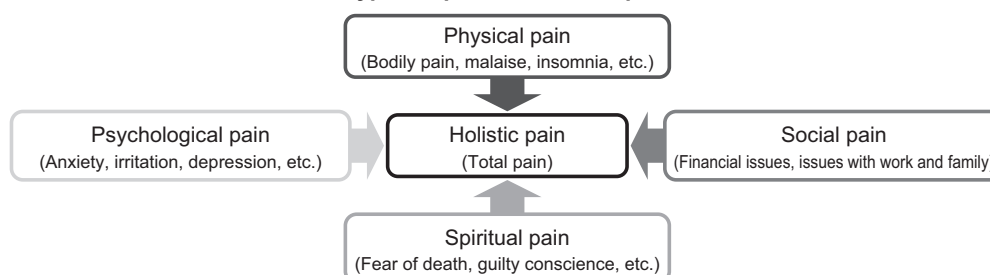 Physical pain
(Bodily pain, malaise, insomnia, etc.)
Psychological pain
(Anxiety, irritation, depression, etc.)
Holistic pain
(Total pain)
Social pain
(Financial issues, issues with work and family)
Spiritual pain
(Fear of death, guilty conscience, etc.)